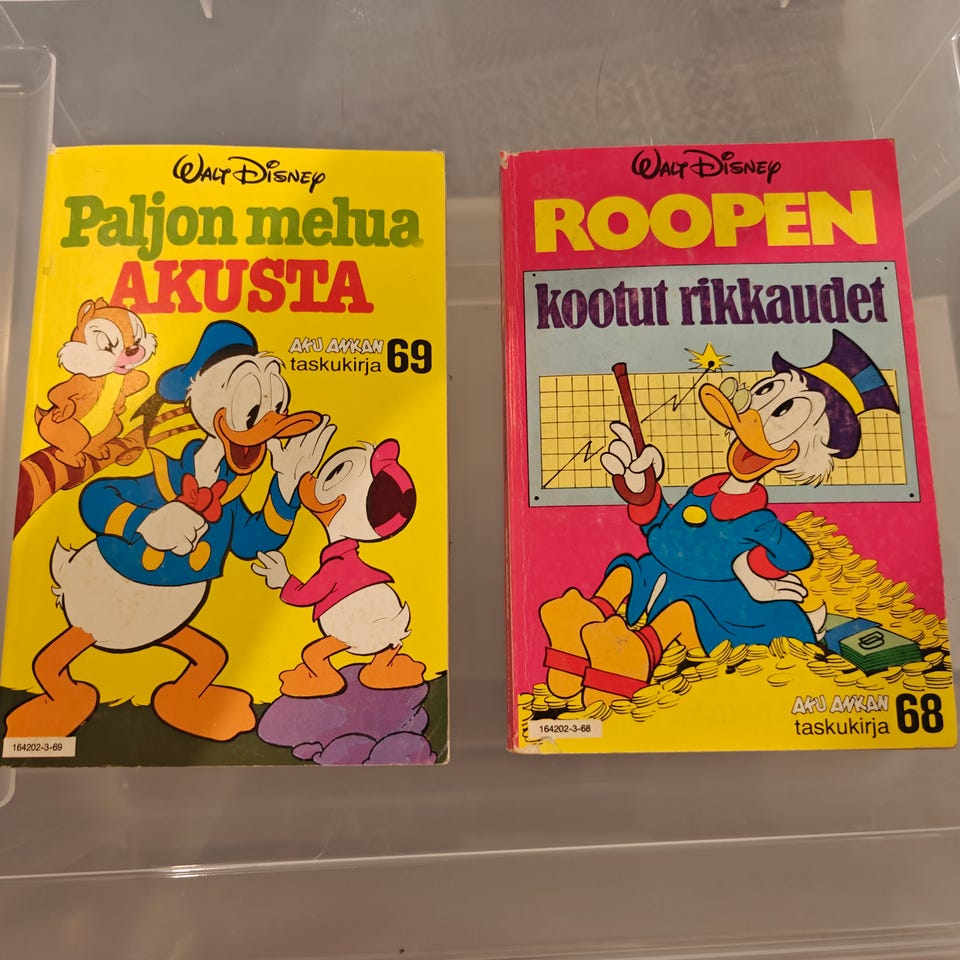 WALT DISNEY
Paljon melua
AKUSTA
AKU ANKAN
taskukirja 69
164202-3-69
WALT DISNEY
ROOPEN
kootut rikkaudet
AKU ANKAN
taskukirja 68
164202-3-68